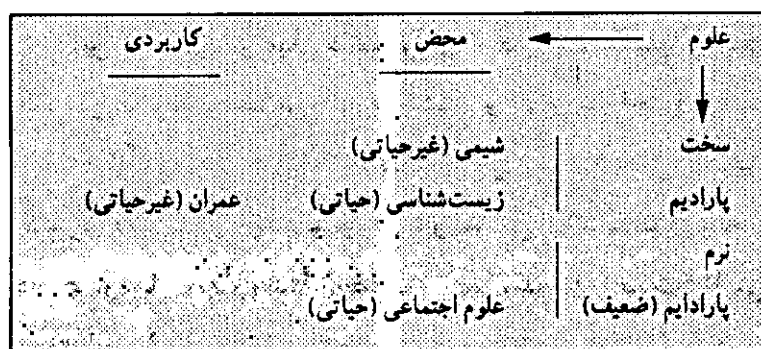 علوم محض کاربردی
سخت شیمی (غیرحیاتی)
پارادیم زیست‌شناسی (حیاتی) عمران (غیرحیاتی)
نرم
پارادایم (ضعیف) علوم اجتماعی (حیاتی)